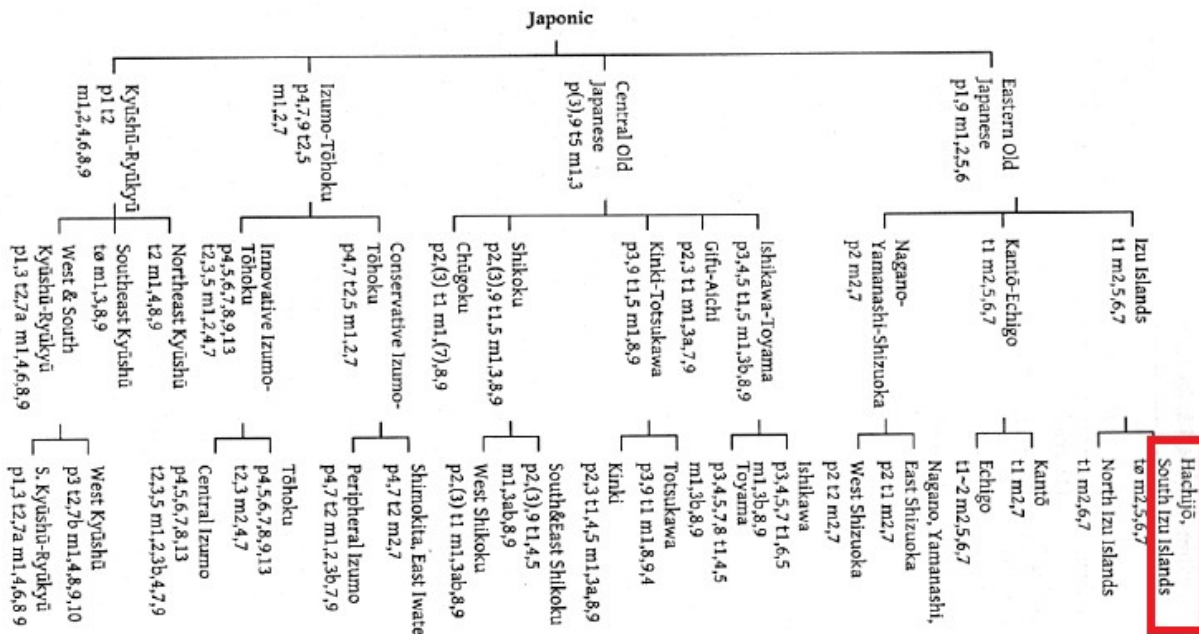 Japonic
Kyūshū-Ryūkyū
p1 t2
m1,2,4,6,8,9
Izumo-Tōhoku
p4,7,9 t2,5
m1,2,7
Central Old
Japanese
p(3),9 t5 m1,3
Eastern Old
Japanese
p1,9 m1,2,5,6
Northeast Kyūshū
t2 m1,4,8,9
Southeast Kyūshū
tø m1,3,8,9
West & South
Kyūshū-Ryūkyū
p1,3 t2,7a m1,4,6,8,9
Conservative Izumo-
Tōhoku
p4,7 t2,5 m1,2,7
Innovative Izumo-
Tōhoku
p4,5,6,7,8,9,13
t2,3,5 m1,2,4,7
Ishikawa-Toyama
p3,4,5 t1,5 m1,3b,8,9
Gifu-Aichi
p2,3 t1 m1,3a,7,9
Kinki-Totsukawa
p3,9 t1,5 m1,8,9
Shikoku
p2,(3),9 t1,5 m1,3,8,9
Chūgoku
p2,(3) t1 m1,(7),8,9
Izu Islands
t1 m2,5,6,7
Kantō-Echigo
t1 m2,5,6,7
Nagano-
Yamanashi-Shizuoka
p2 m2,7
West Kyūshū
p3 t2,7b m1,4,8,9,10
S. Kyūshū-Ryūkyū
p1,3 t2,7a m1,4,6,8 9
Tōhoku
p4,5,6,7,8,9,13
t2,3 m2,4,7
Central Izumo
p4,5,6,7,8,13
t2,3,5 m1,2,3b,4,7,9
Shimokita, East Iwate
p4,7 t2 m2,7
Peripheral Izumo
p4,7 t2 m1,2,3b,7,9
South&East Shikoku
p2,(3),9 t1,4,5
m1,3ab,8,9
West Shikoku
p2,(3) t1 m1,3ab,8,9
Totsukawa
p3,9 t1 m1,8,9,4
Kinki
p2,3 t1,4,5 m1,3a,8,9
Ishikawa
p3,4,5,7 t1,6,5
m1,3b,8,9
Toyama
p3,4,5,7,8 t1,4,5
m1,3b,8,9
Nagano, Yamanashi,
East Shizuoka
p2 t1 m2,7
West Shizuoka
p2 t2 m2,7
Kantō
t1 m2,7
Echigo
t1~2 m2,5,6,7
Hachijō,
South Izu Islands
tø m2,5,6,7
North Izu Islands
t1 m2,6,7